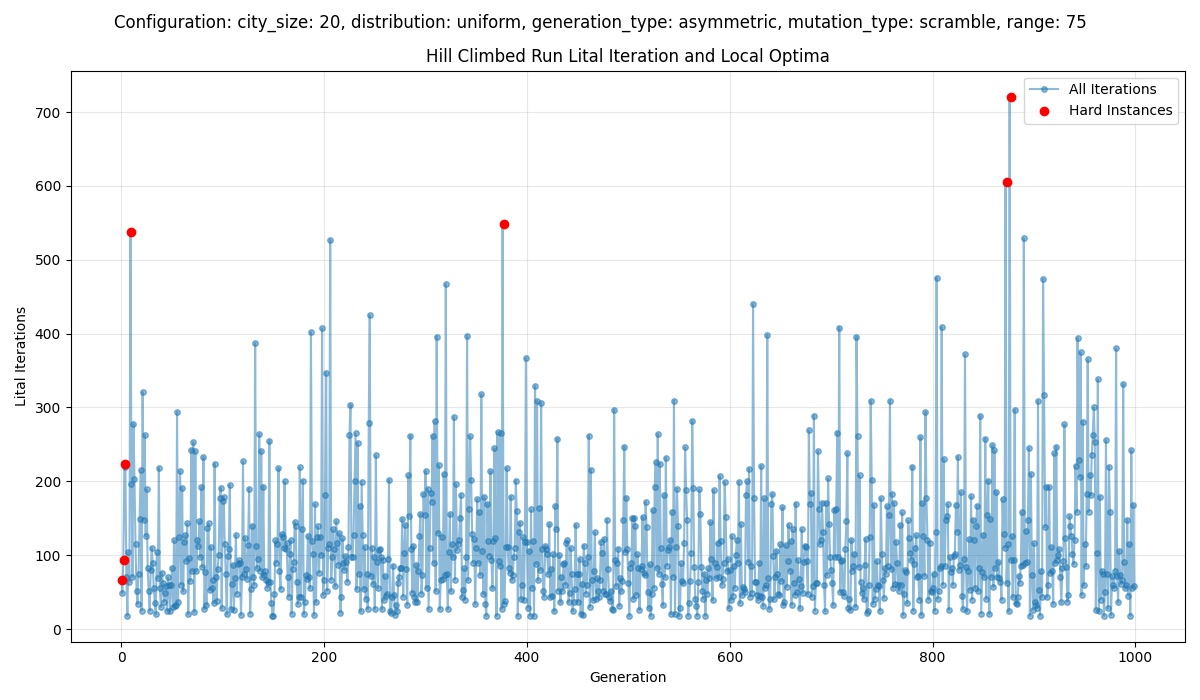 Configuration: city_size: 20, distribution: uniform, generation_type: asymmetric, mutation_type: scramble, range: 75
Hill Climbed Run Lital Iteration and Local Optima
All Iterations
Hard Instances
Lital Iterations
700
600
500
400
300
200
100
0
0 200 400 600 800 1000
Generation